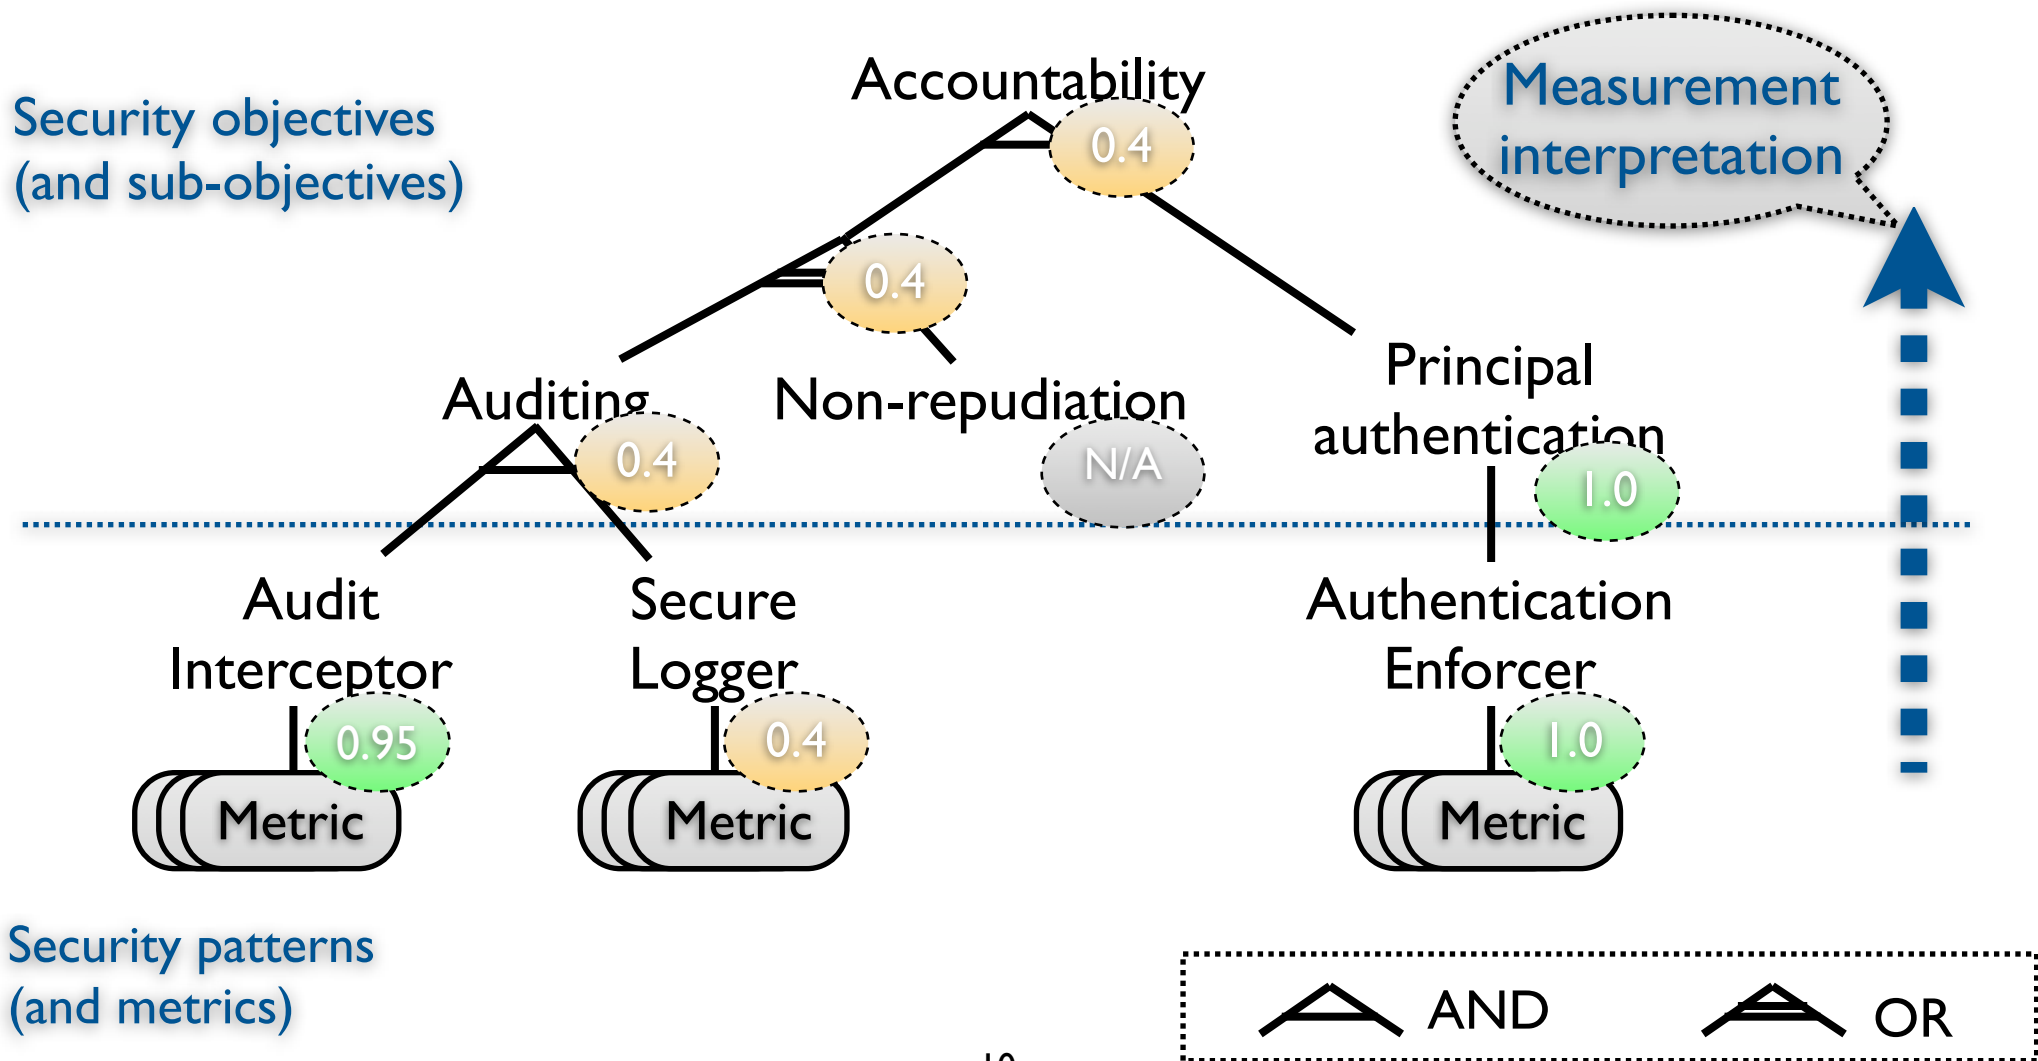 Accountability
0.4
Measurement
interpretation
Security objectives
(and sub-objectives)
0.4
Auditing
0.4
Non-repudiation
N/A
Principal
authentication
1.0
Audit
Interceptor
0.95
Metric
Secure
Logger
0.4
Metric
Authentication
Enforcer
1.0
Metric
Security patterns
(and metrics)
AND
OR
10